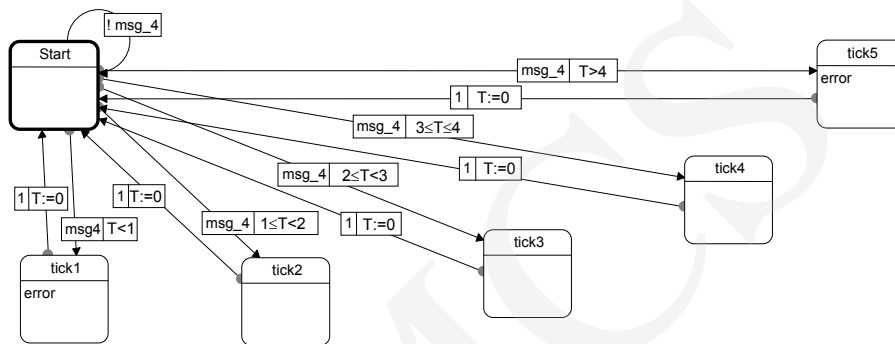 ! msg_4
Start
tick5
msg_4 T>4
error
1 T:=0
msg_4 3≤T≤4
1 T:=0
tick4
msg_4 2≤T<3
1 T:=0
1 T:=0
msg_4 1≤T<2
1 T:=0
msg4 T<1
tick3
tick1
tick2
error
MCS